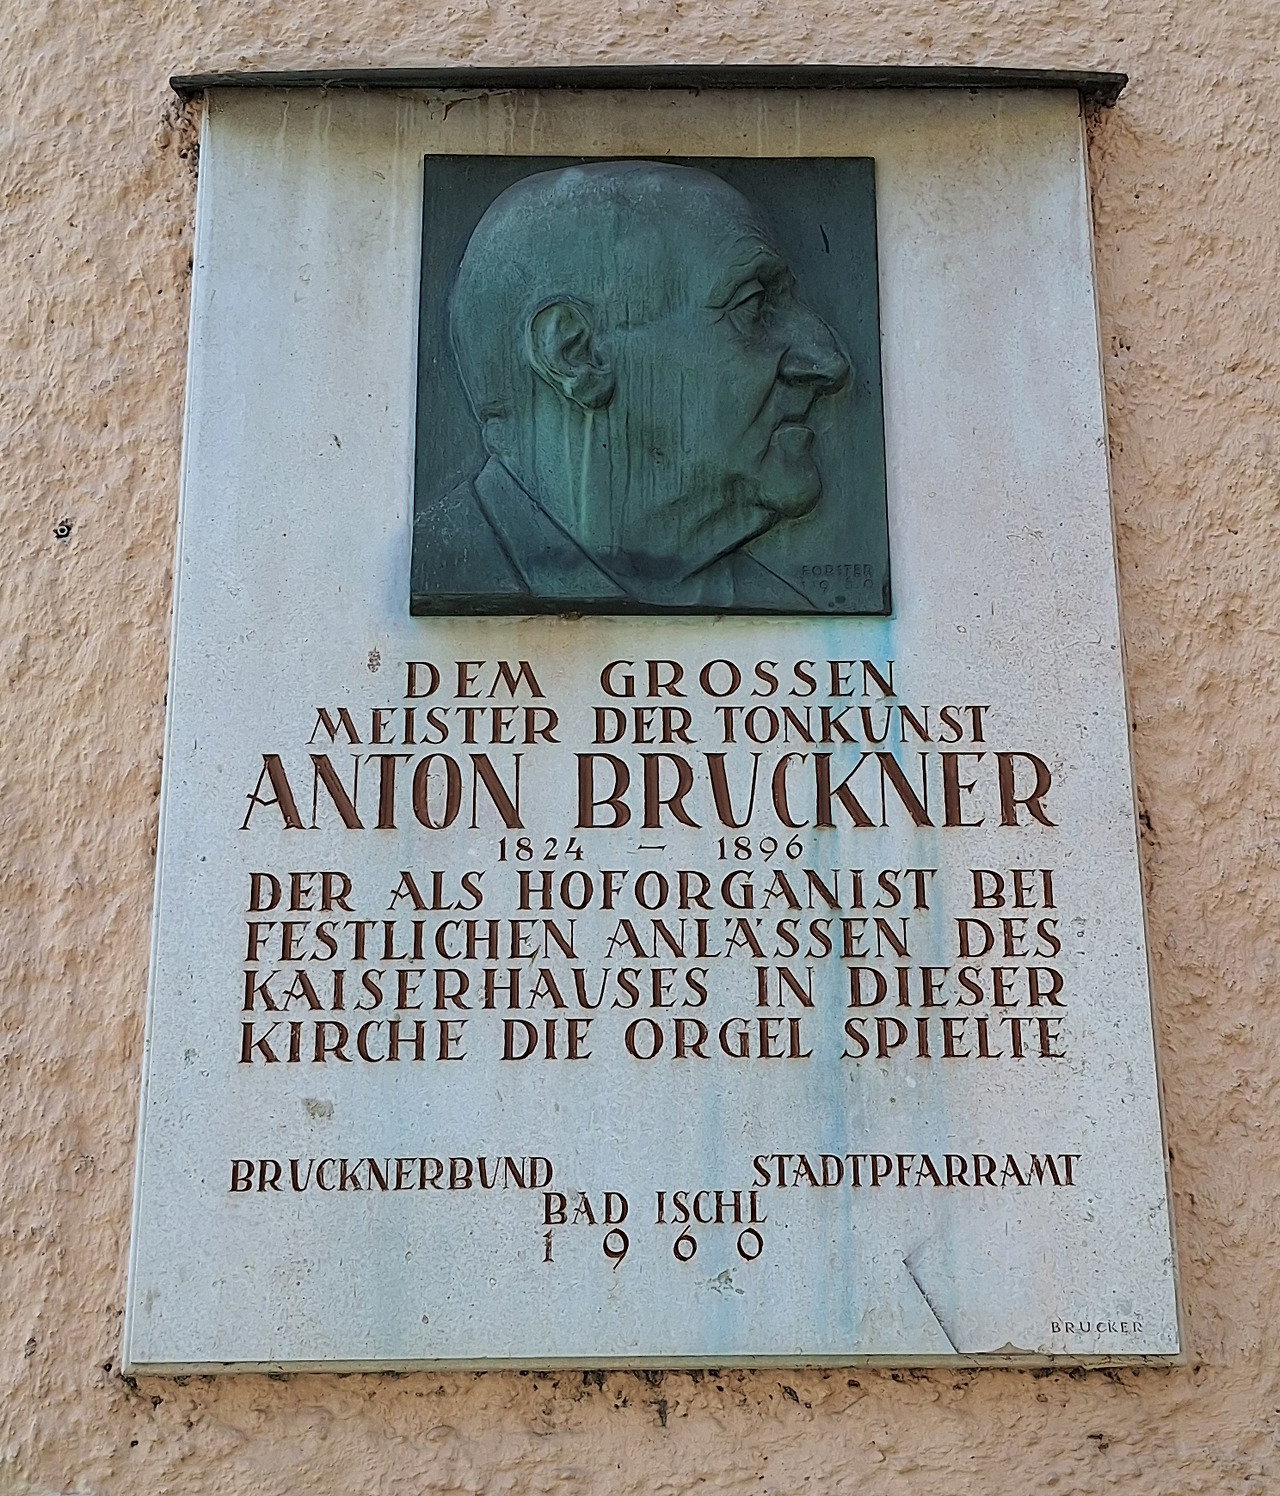 FORSTER
1960
DEM GROSSEN
MEISTER DER TONKUNST
ANTON BRUCKNER
1824 – 1896
DER ALS HOFORGANIST BEI
FESTLICHEN ANLÄSSEN DES
KAISERHAUSES IN DIESER
KIRCHE DIE ORGEL SPIELTE
BRUCKNERBUND STADTPFARRAMT
BAD ISCHL
1960
BRUCKER